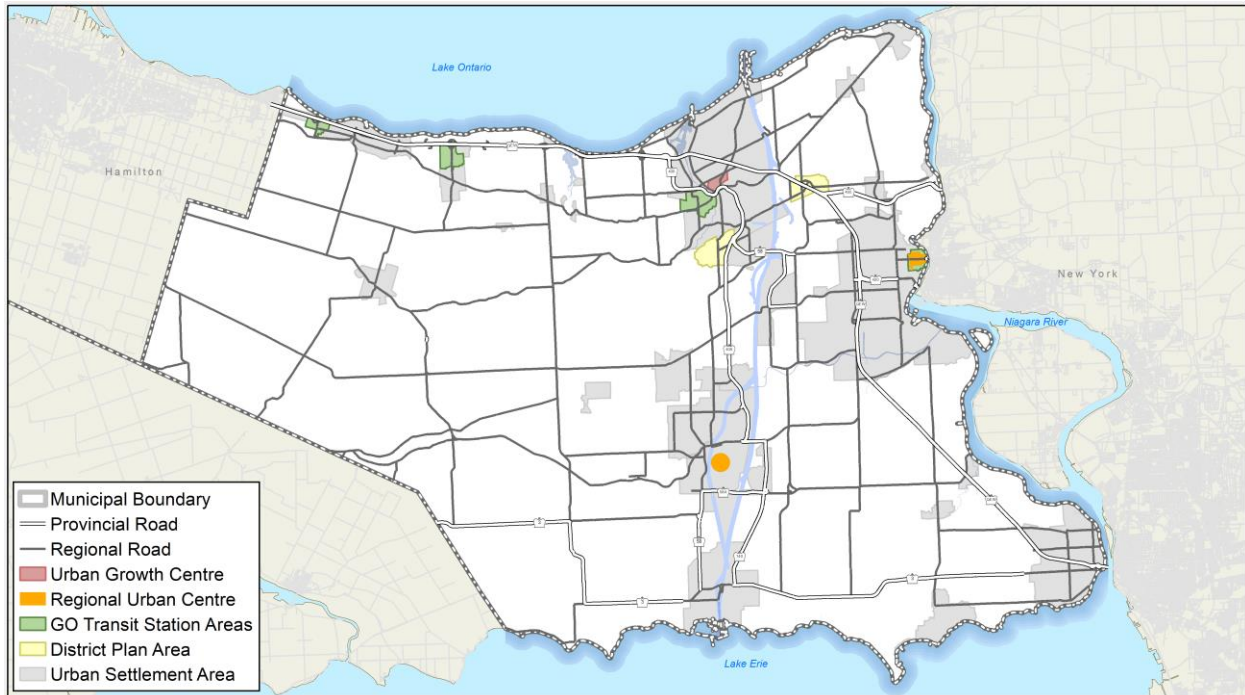 Lake Ontario
Hamilton
New York
Niagara River
Lake Erie
Municipal Boundary
Provincial Road
Regional Road
Urban Growth Centre
Regional Urban Centre
GO Transit Station Areas
District Plan Area
Urban Settlement Area